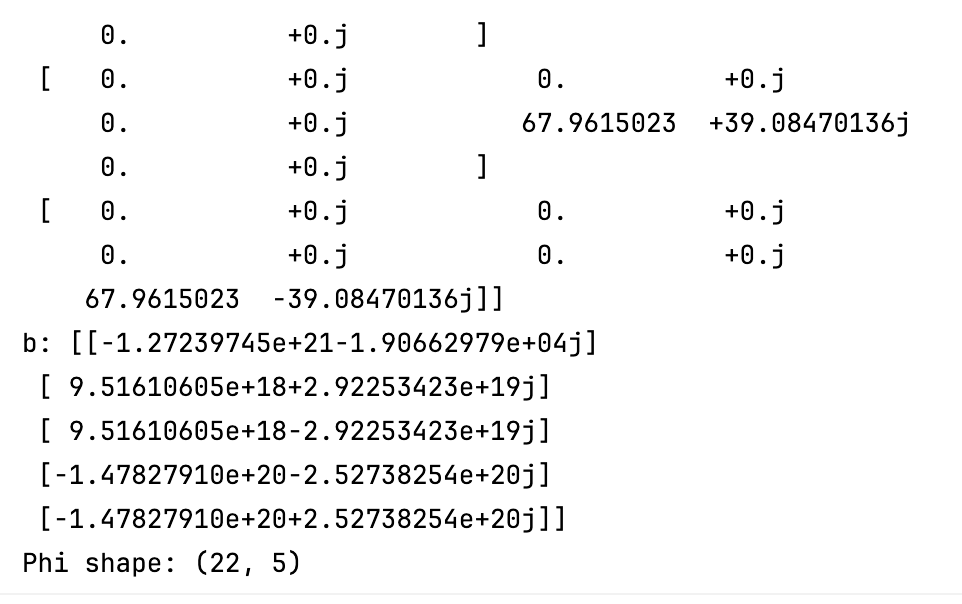 0. +0.j ]
[ 0. +0.j 0. +0.j
0. +0.j 67.9615023 +39.08470136j
0. +0.j ]
[ 0. +0.j 0. +0.j
0. +0.j 0. +0.j
67.9615023 -39.08470136j]]
b: [[-1.27239745e+21-1.90662979e+04j]
[ 9.51610605e+18+2.92253423e+19j]
[ 9.51610605e+18-2.92253423e+19j]
[-1.47827910e+20-2.52738254e+20j]
[-1.47827910e+20+2.52738254e+20j]]
Phi shape: (22, 5)